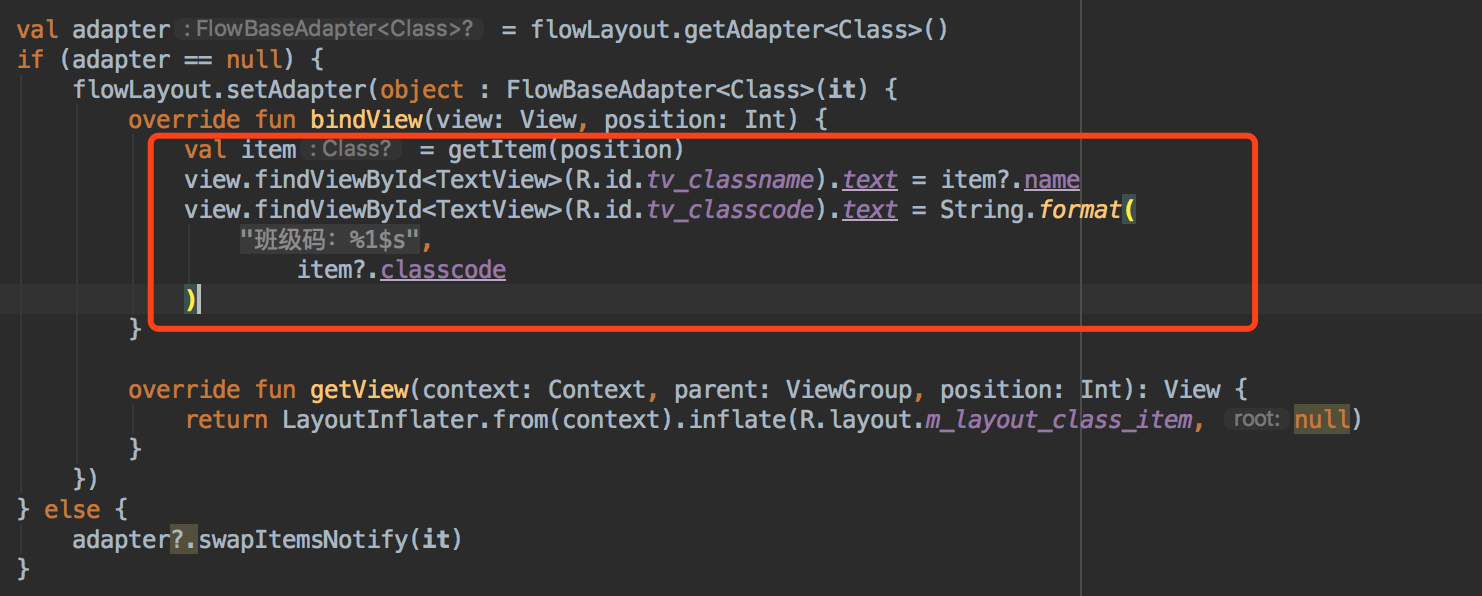 val adapter : FlowBaseAdapter<Class>? = flowLayout.getAdapter<Class>()
if (adapter == null) {
    flowLayout.setAdapter(object : FlowBaseAdapter<Class>(it) {
        override fun bindView(view: View, position: Int) {
            val item : Class? = getItem(position)
            view.findViewById<TextView>(R.id.tv_classname).text = item?.name
            view.findViewById<TextView>(R.id.tv_classcode).text = String.format(
                "班级码：%1$s",
                    item?.classcode
            )
        }
        override fun getView(context: Context, parent: ViewGroup, position: Int): View {
            return LayoutInflater.from(context).inflate(R.layout.m_layout_class_item, root: null)
        }
    })
} else {
    adapter?.swapItemsNotify(it)
}